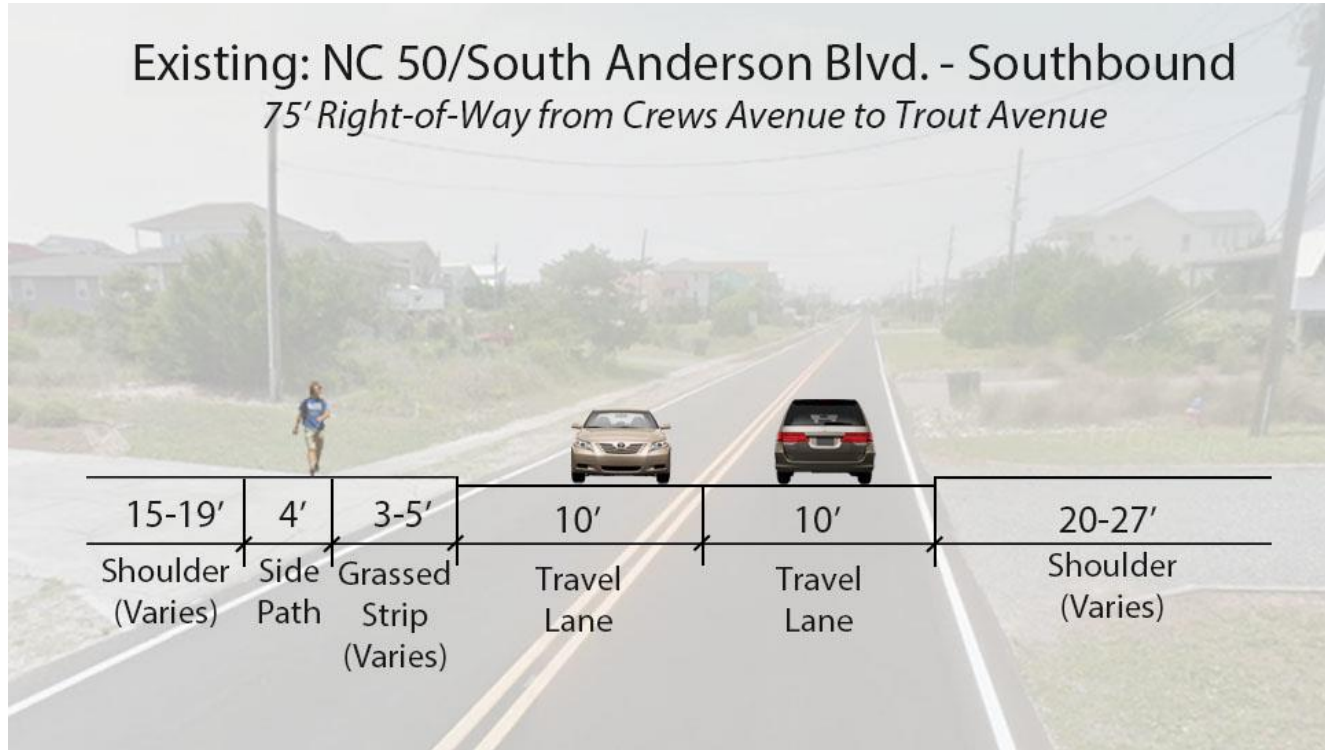 Existing: NC 50/South Anderson Blvd. - Southbound
75' Right-of-Way from Crews Avenue to Trout Avenue
15-19'
4'
3-5'
10'
10'
20-27'
Shoulder
(Varies)
Side
Path
Grassed
Strip
(Varies)
Travel
Lane
Travel
Lane
Shoulder
(Varies)